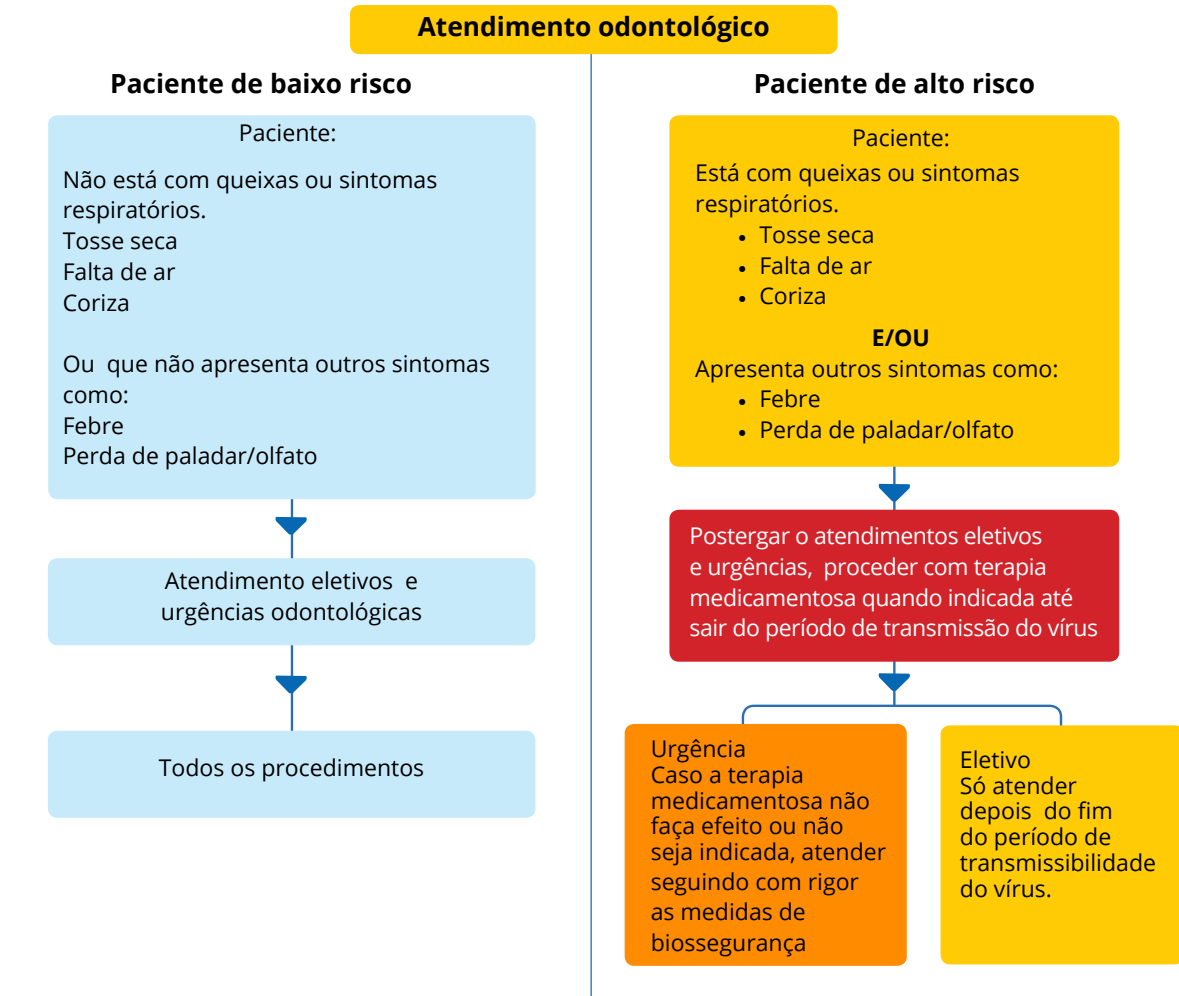 Atendimento odontológico
Paciente de baixo risco
Paciente:
Não está com queixas ou sintomas
respiratórios.
Tosse seca
Falta de ar
Coriza
Ou que não apresenta outros sintomas
como:
Febre
Perda de paladar/olfato
Atendimento eletivos e
urgências odontológicas
Todos os procedimentos
Paciente de alto risco
Paciente:
Está com queixas ou sintomas
respiratórios.
• Tosse seca
• Falta de ar
• Coriza
E/OU
Apresenta outros sintomas como:
• Febre
• Perda de paladar/olfato
Postergar o atendimentos eletivos
e urgências, proceder com terapia
medicamentosa quando indicada até
sair do período de transmissão do vírus
Urgência
Caso a terapia
medicamentosa não
faça efeito ou não
seja indicada, atender
seguindo com rigor
as medidas de
biossegurança
Eletivo
Só atender
depois do fim
do período de
transmissibilidade
do vírus.